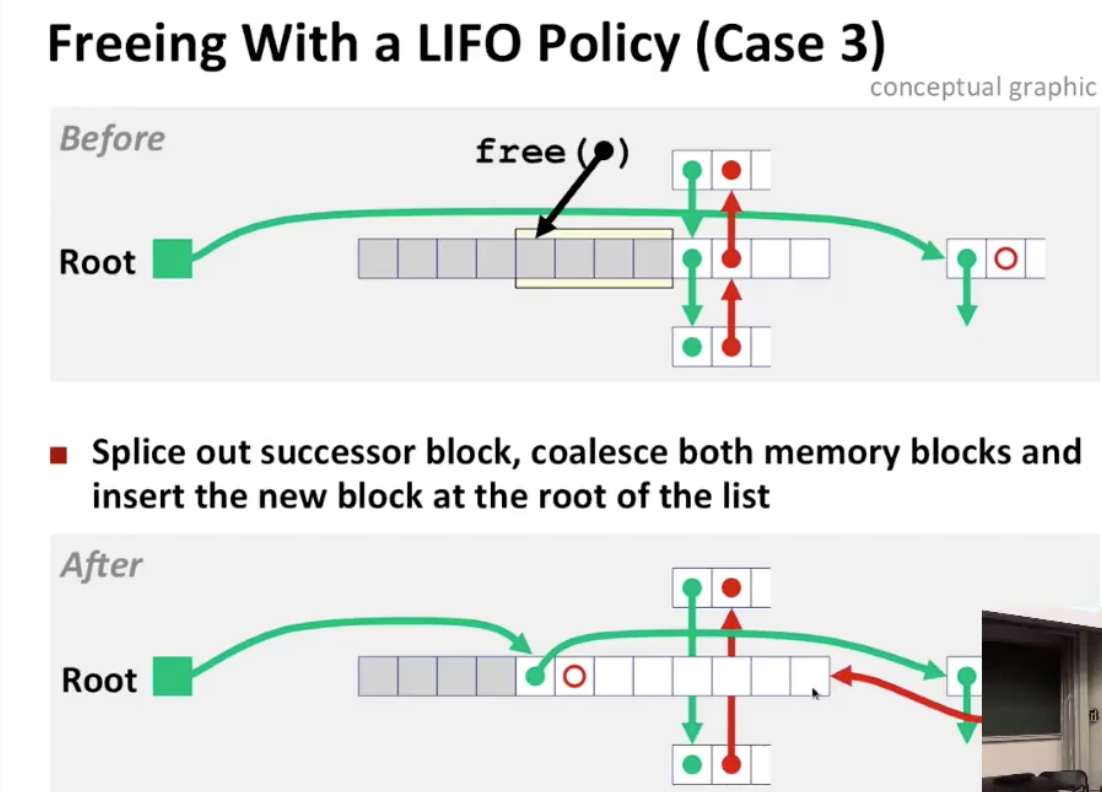 Freeing With a LIFO Policy (Case 3)
conceptual graphic
Before
free( )
Root
Splice out successor block, coalesce both memory blocks and
insert the new block at the root of the list
After
Root